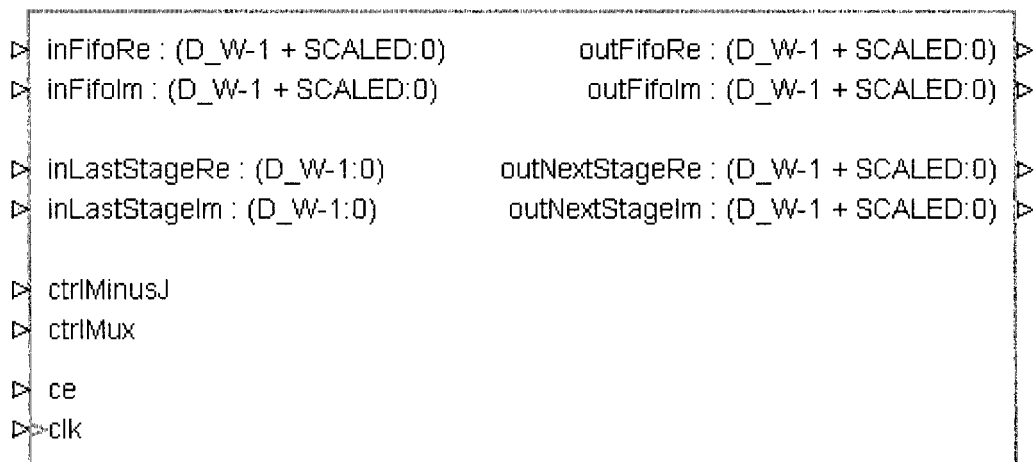 inFifoRe : (D_W-1 + SCALED:0) outFifoRe : (D_W-1 + SCALED:0)
inFifoIm : (D_W-1 + SCALED:0) outFifoIm : (D_W-1 + SCALED:0)
inLastStageRe : (D_W-1:0) outNextStageRe : (D_W-1 + SCALED:0)
inLastStageIm : (D_W-1:0) outNextStageIm : (D_W-1 + SCALED:0)
ctrlMinusJ
ctrlMux
ce
clk